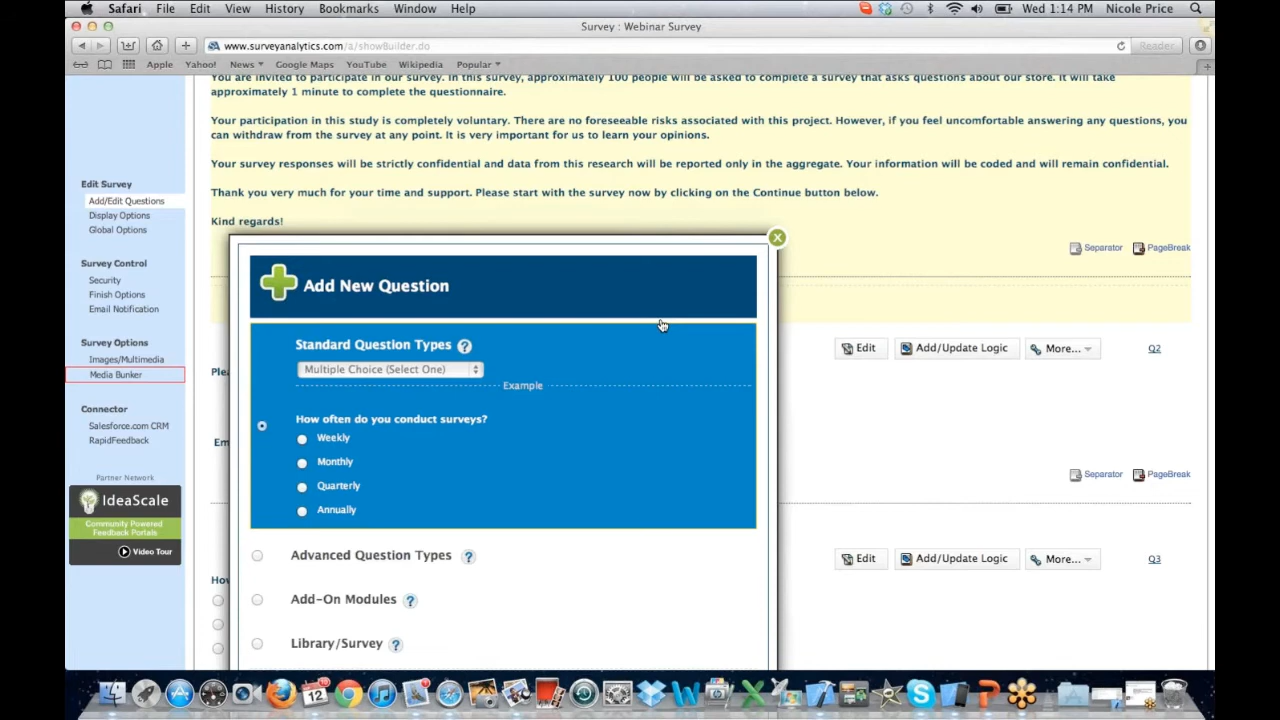 Safari File Edit View History Bookmarks Window Help Wed 1:14 PM Nicole Price
Survey : Webinar Survey
www.surveyanalytics.com/a/showBuilder.do Reader
Apple Yahoo! News Google Maps YouTube Wikipedia Popular
You are invited to participate in our survey. In this survey, approximately 100 people will be asked to complete a survey that asks questions about our store. It will take
approximately 1 minute to complete the questionnaire.
Your participation in this study is completely voluntary. There are no foreseeable risks associated with this project. However, if you feel uncomfortable answering any questions, you
can withdraw from the survey at any point. It is very important for us to learn your opinions.
Your survey responses will be strictly confidential and data from this research will be reported only in the aggregate. Your information will be coded and will remain confidential.
Thank you very much for your time and support. Please start with the survey now by clicking on the Continue button below.
Kind regards!
Separator PageBreak
Edit Survey
Add/Edit Questions
Display Options
Global Options
Survey Control
Security
Finish Options
Email Notification
Survey Options
Images/Multimedia
Media Bunker
Connector
Salesforce.com CRM
RapidFeedback
Partner Network
IdeaScale
Community Powered
Feedback Portals
Video Tour
Add New Question
Standard Question Types ?
Multiple Choice (Select One)
Example
How often do you conduct surveys?
Weekly
Monthly
Quarterly
Annually
Advanced Question Types ?
Add-On Modules ?
Library/Survey ?
Edit Add/Update Logic More... Q2
Separator PageBreak
Edit Add/Update Logic More... Q3
12